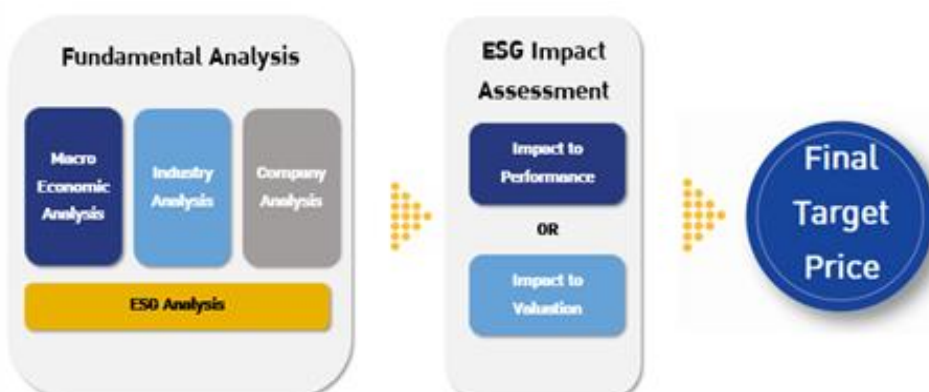 Fundamental Analysis
Macro
Economic
Analysis
Industry
Analysis
Company
Analysis
ESG Analysis
ESG Impact
Assessment
Impact to
Performance
OR
Impact to
Valuation
Final
Target
Price